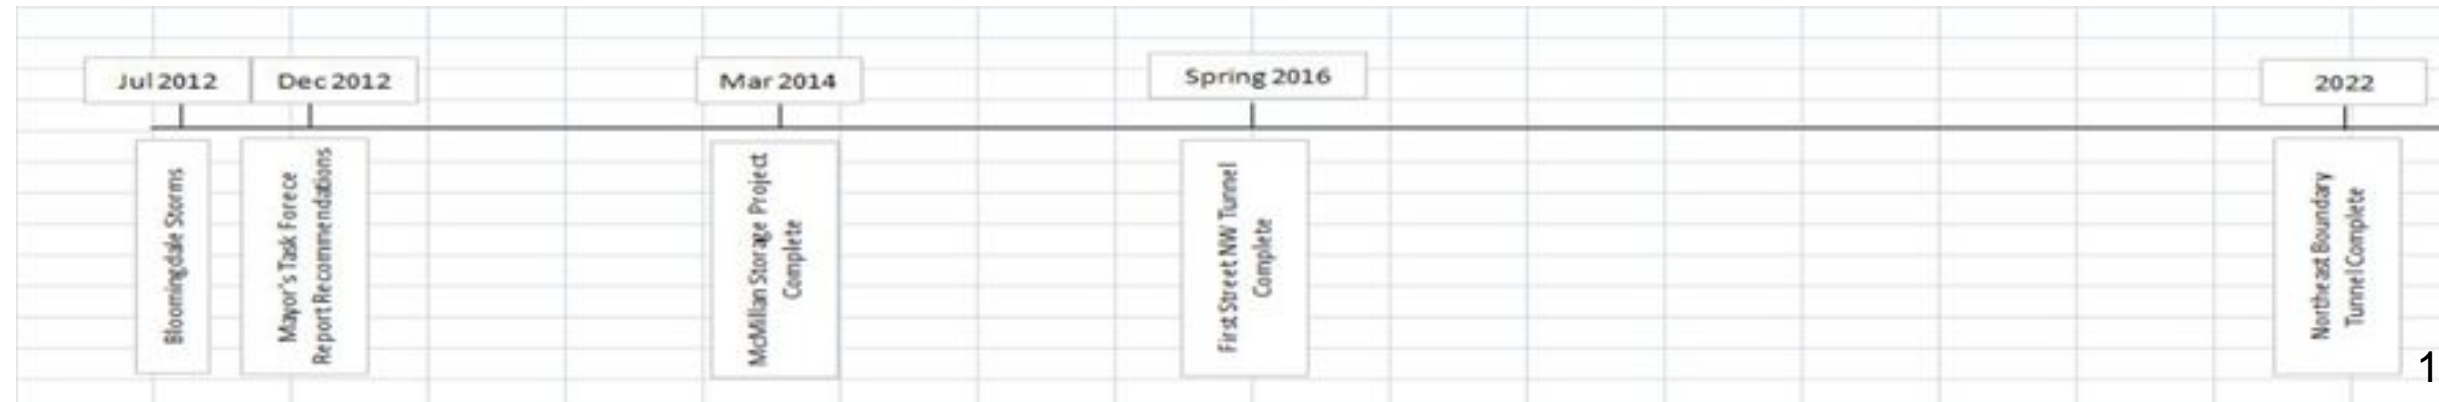 Jul 2012
Dec 2012
Mar 2014
Spring 2016
2022
Bloomingdale Storms
Mayor's Task Forece
Report Recommendations
McMillan Storage Project
Complete
First Street NW Tunnel
Complete
Northeast Boundary
Tunnel Complete
1